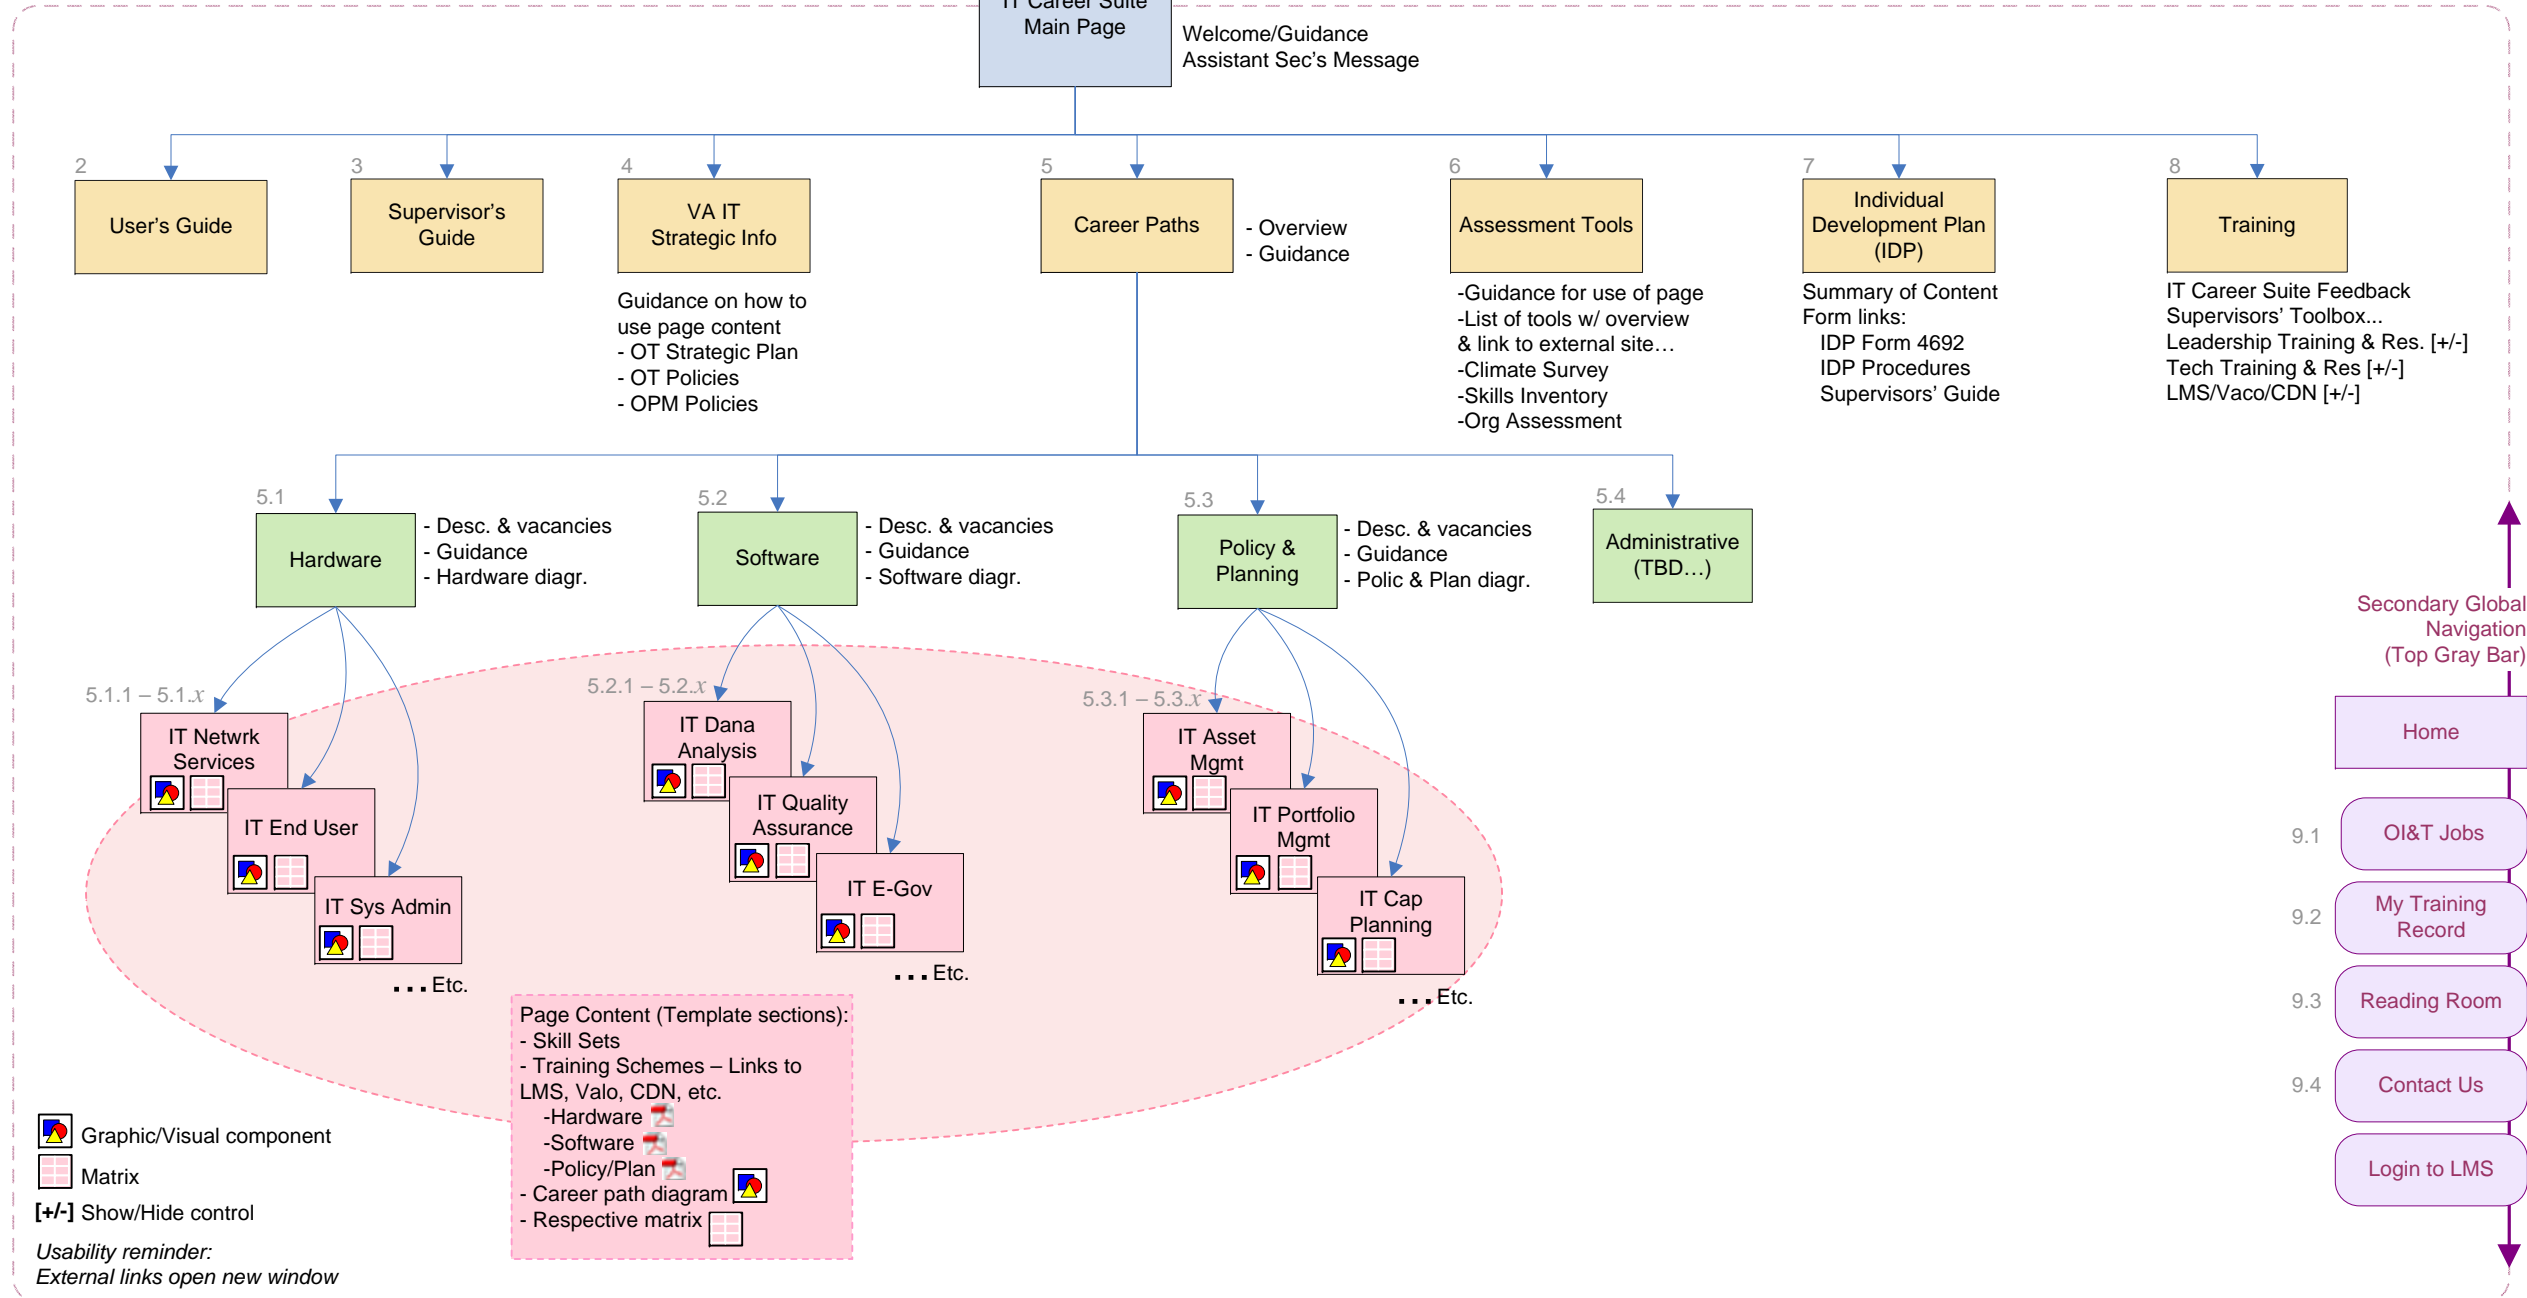 IT Career Suite
Main Page
Welcome/Guidance
Assistant Sec's Message
2
User's Guide
3
Supervisor's
Guide
4
VA IT
Strategic Info
Guidance on how to
use page content
- OT Strategic Plan
- OT Policies
- OPM Policies
5
Career Paths
- Overview
- Guidance
6
Assessment Tools
-Guidance for use of page
-List of tools w/ overview
& link to external site…
-Climate Survey
-Skills Inventory
-Org Assessment
7
Individual
Development Plan
(IDP)
Summary of Content
Form links:
IDP Form 4692
IDP Procedures
Supervisors' Guide
8
Training
IT Career Suite Feedback
Supervisors' Toolbox...
Leadership Training & Res. [+/-]
Tech Training & Res [+/-]
LMS/Vaco/CDN [+/-]
5.1
Hardware
- Desc. & vacancies
- Guidance
- Hardware diagr.
5.2
Software
- Desc. & vacancies
- Guidance
- Software diagr.
5.3
Policy &
Planning
- Desc. & vacancies
- Guidance
- Polic & Plan diagr.
5.4
Administrative
(TBD…)
5.1.1 – 5.1.x
IT Netwrk
Services
IT End User
IT Sys Admin
...Etc.
5.2.1 – 5.2.x
IT Dana
Analysis
IT Quality
Assurance
IT E-Gov
...Etc.
5.3.1 – 5.3.x
IT Asset
Mgmt
IT Portfolio
Mgmt
IT Cap
Planning
...Etc.
Page Content (Template sections):
- Skill Sets
- Training Schemes – Links to
LMS, Valo, CDN, etc.
-Hardware
-Software
-Policy/Plan
- Career path diagram
- Respective matrix
Graphic/Visual component
Matrix
[+/-] Show/Hide control
Usability reminder:
External links open new window
Secondary Global
Navigation
(Top Gray Bar)
Home
9.1
OI&T Jobs
9.2
My Training
Record
9.3
Reading Room
9.4
Contact Us
Login to LMS